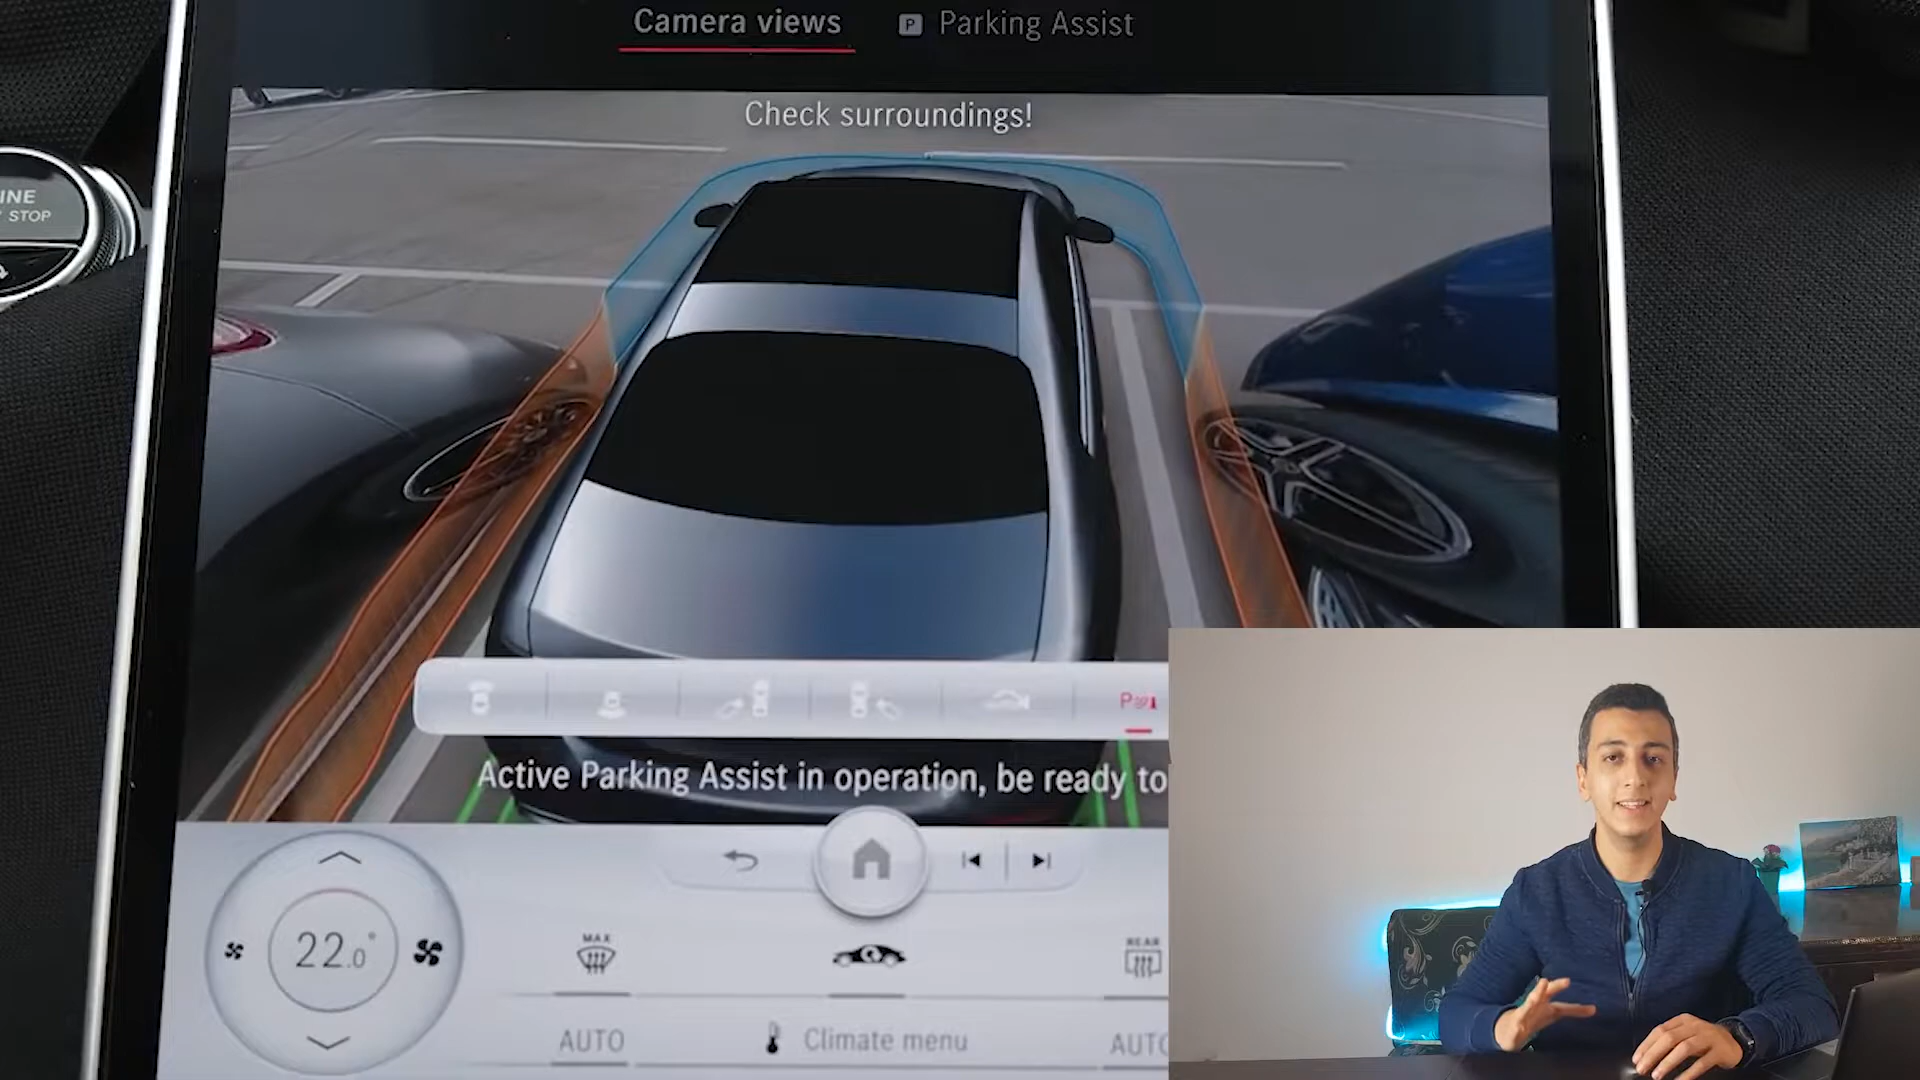 Camera views
P Parking Assist
Check surroundings!
INE
STOP
Active Parking Assist in operation, be ready to
22.0°
MAX
REAR
AUTO
Climate menu
AUTO